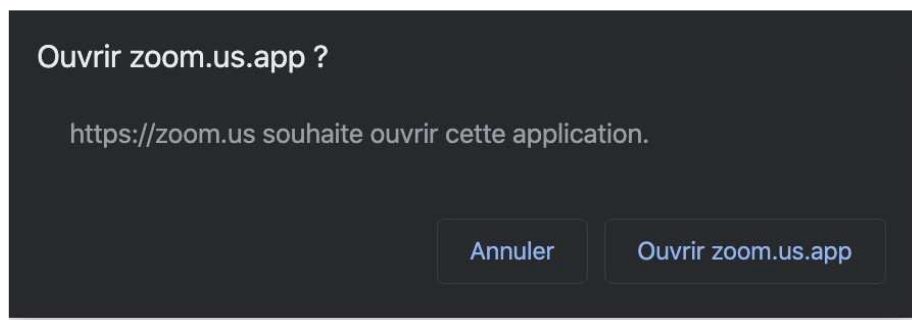 Ouvrir zoom.us.app ?
https://zoom.us souhaite ouvrir cette application.
Annuler
Ouvrir zoom.us.app